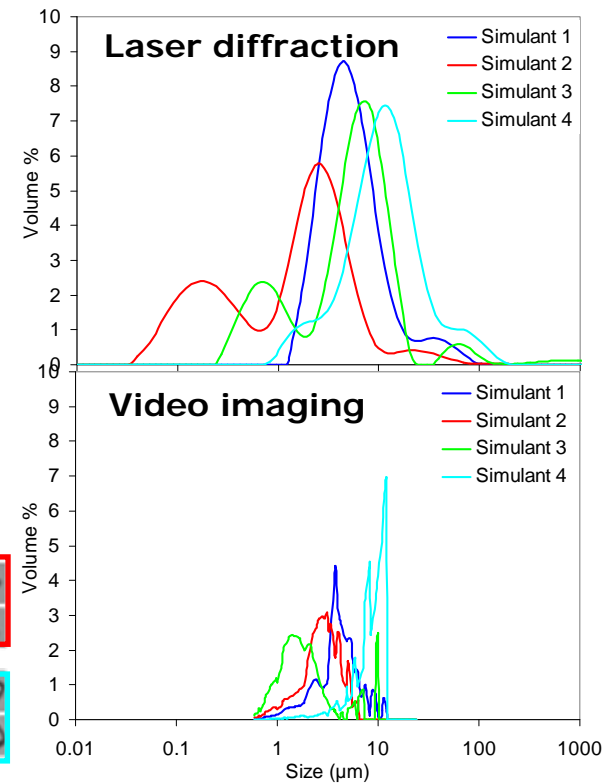 10
Laser diffraction
Simulant 1
9
Simulant 2
8
Simulant 3
7
Simulant 4
6
5
Volume %
4
3
2
1
0
10
Video imaging
Simulant 1
9
Simulant 2
8
Simulant 3
7
Simulant 4
6
5
Volume %
4
3
2
1
0
0.01 0.1 1 10 100 1000
Size (µm)